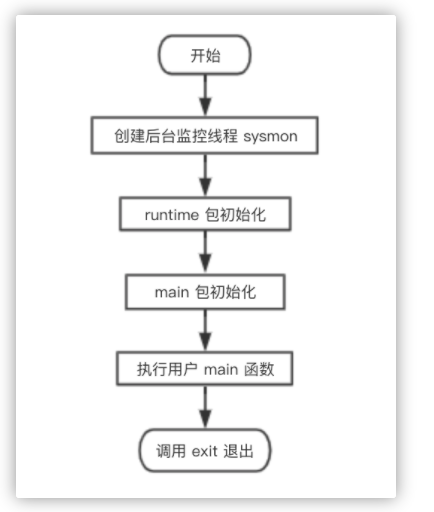 开始
创建后台监控线程 sysmon
runtime 包初始化
main 包初始化
执行用户 main 函数
调用 exit 退出